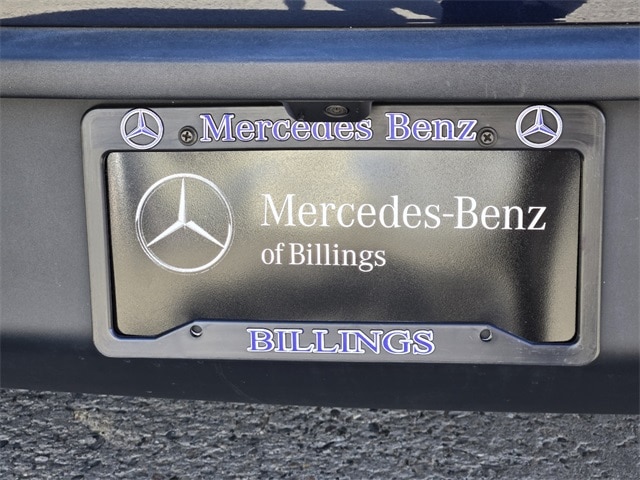 Mercedes Benz
Mercedes-Benz
of Billings
BILLINGS